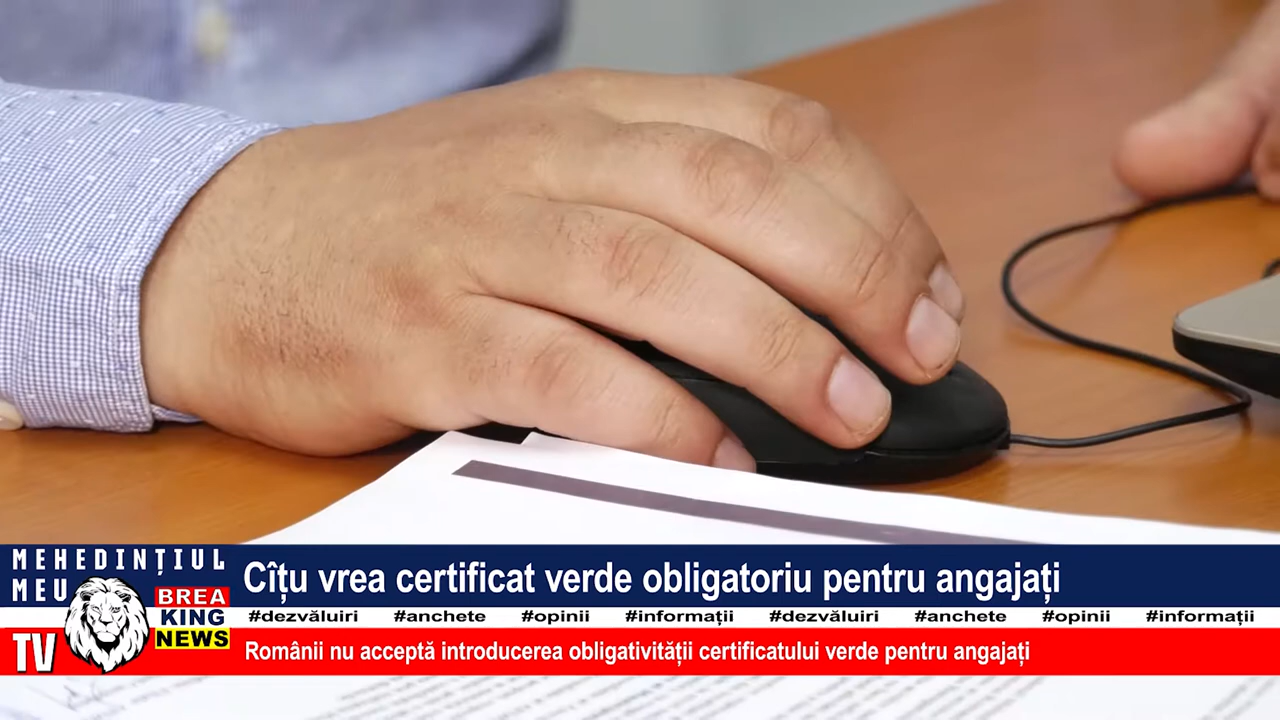 MEHEDINȚIUL
MEU
TV
BREA
KING
NEWS
Cîțu vrea certificat verde obligatoriu pentru angajați
#dezvăluiri #anchete #opinii #informații #dezvăluiri #anchete #opinii #informații
Românii nu acceptă introducerea obligativității certificatului verde pentru angajați